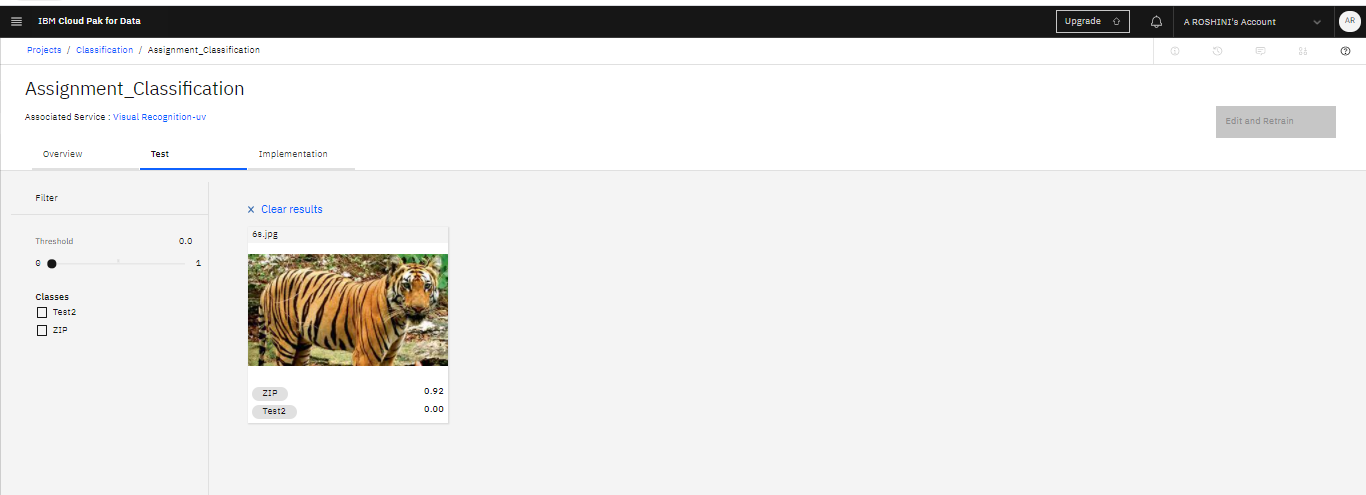 IBM Cloud Pak for Data
Upgrade
A ROSHINI's Account
AR
Projects / Classification / Assignment_Classification
Assignment_Classification
Associated Service : Visual Recognition-uv
Edit and Retrain
Overview
Test
Implementation
Filter
Threshold 0.0
0 1
Classes
Test2
ZIP
× Clear results
6s.jpg
ZIP 0.92
Test2 0.00